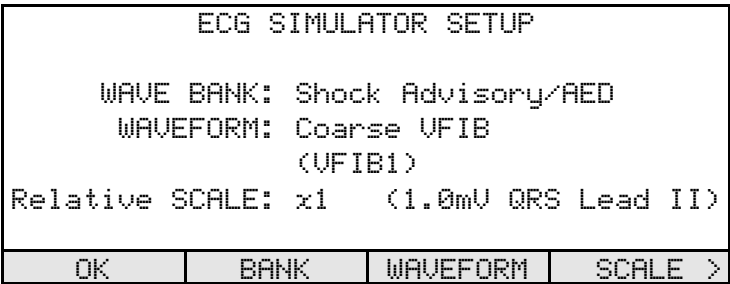 ECG SIMULATOR SETUP
WAVE BANK: Shock Advisory/AED
WAVEFORM: Coarse VFIB
(VFIB1)
Relative SCALE: x1 (1.0mV QRS Lead II)
OK BANK WAVEFORM SCALE >